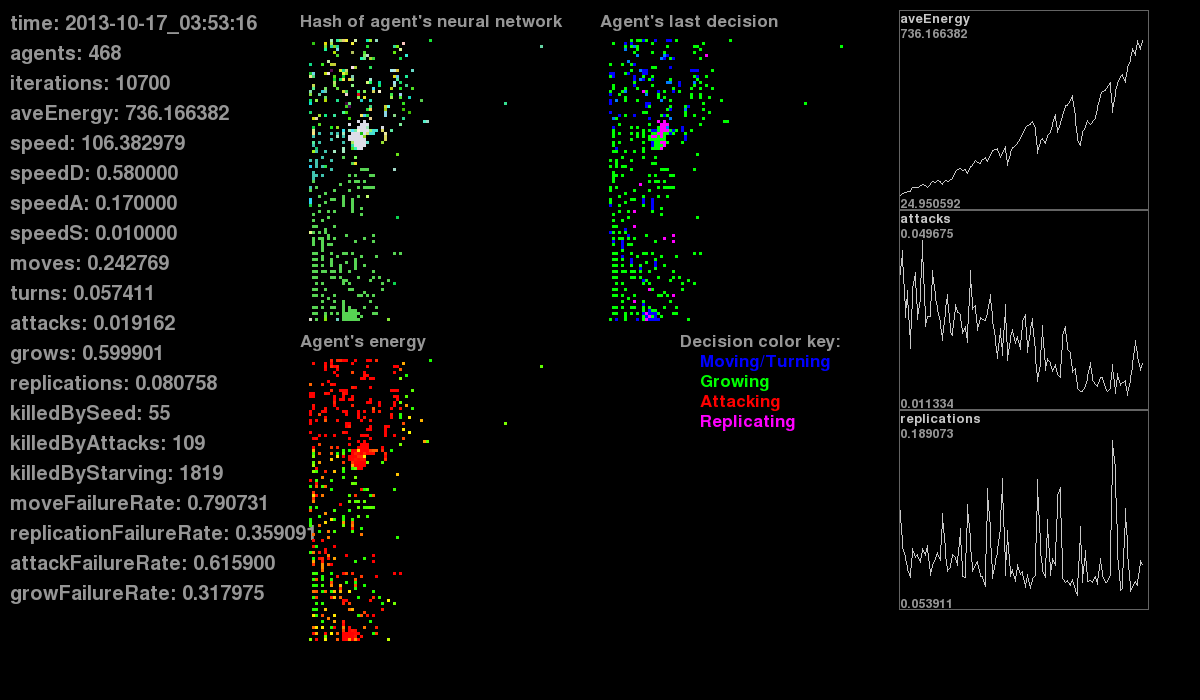 time: 2013-10-17_03:53:16
agents: 468
iterations: 10700
aveEnergy: 736.166382
speed: 106.382979
speedD: 0.580000
speedA: 0.170000
speedS: 0.010000
moves: 0.242769
turns: 0.057411
attacks: 0.019162
grows: 0.599901
replications: 0.080758
killedBySeed: 55
killedByAttacks: 109
killedByStarving: 1819
moveFailureRate: 0.790731
replicationFailureRate: 0.359091
attackFailureRate: 0.615900
growFailureRate: 0.317975
Hash of agent's neural network
Agent's last decision
Agent's energy
Decision color key:
Moving/Turning
Growing
Attacking
Replicating
aveEnergy
736.166382
24.950592
attacks
0.049675
0.011334
replications
0.189073
0.053911